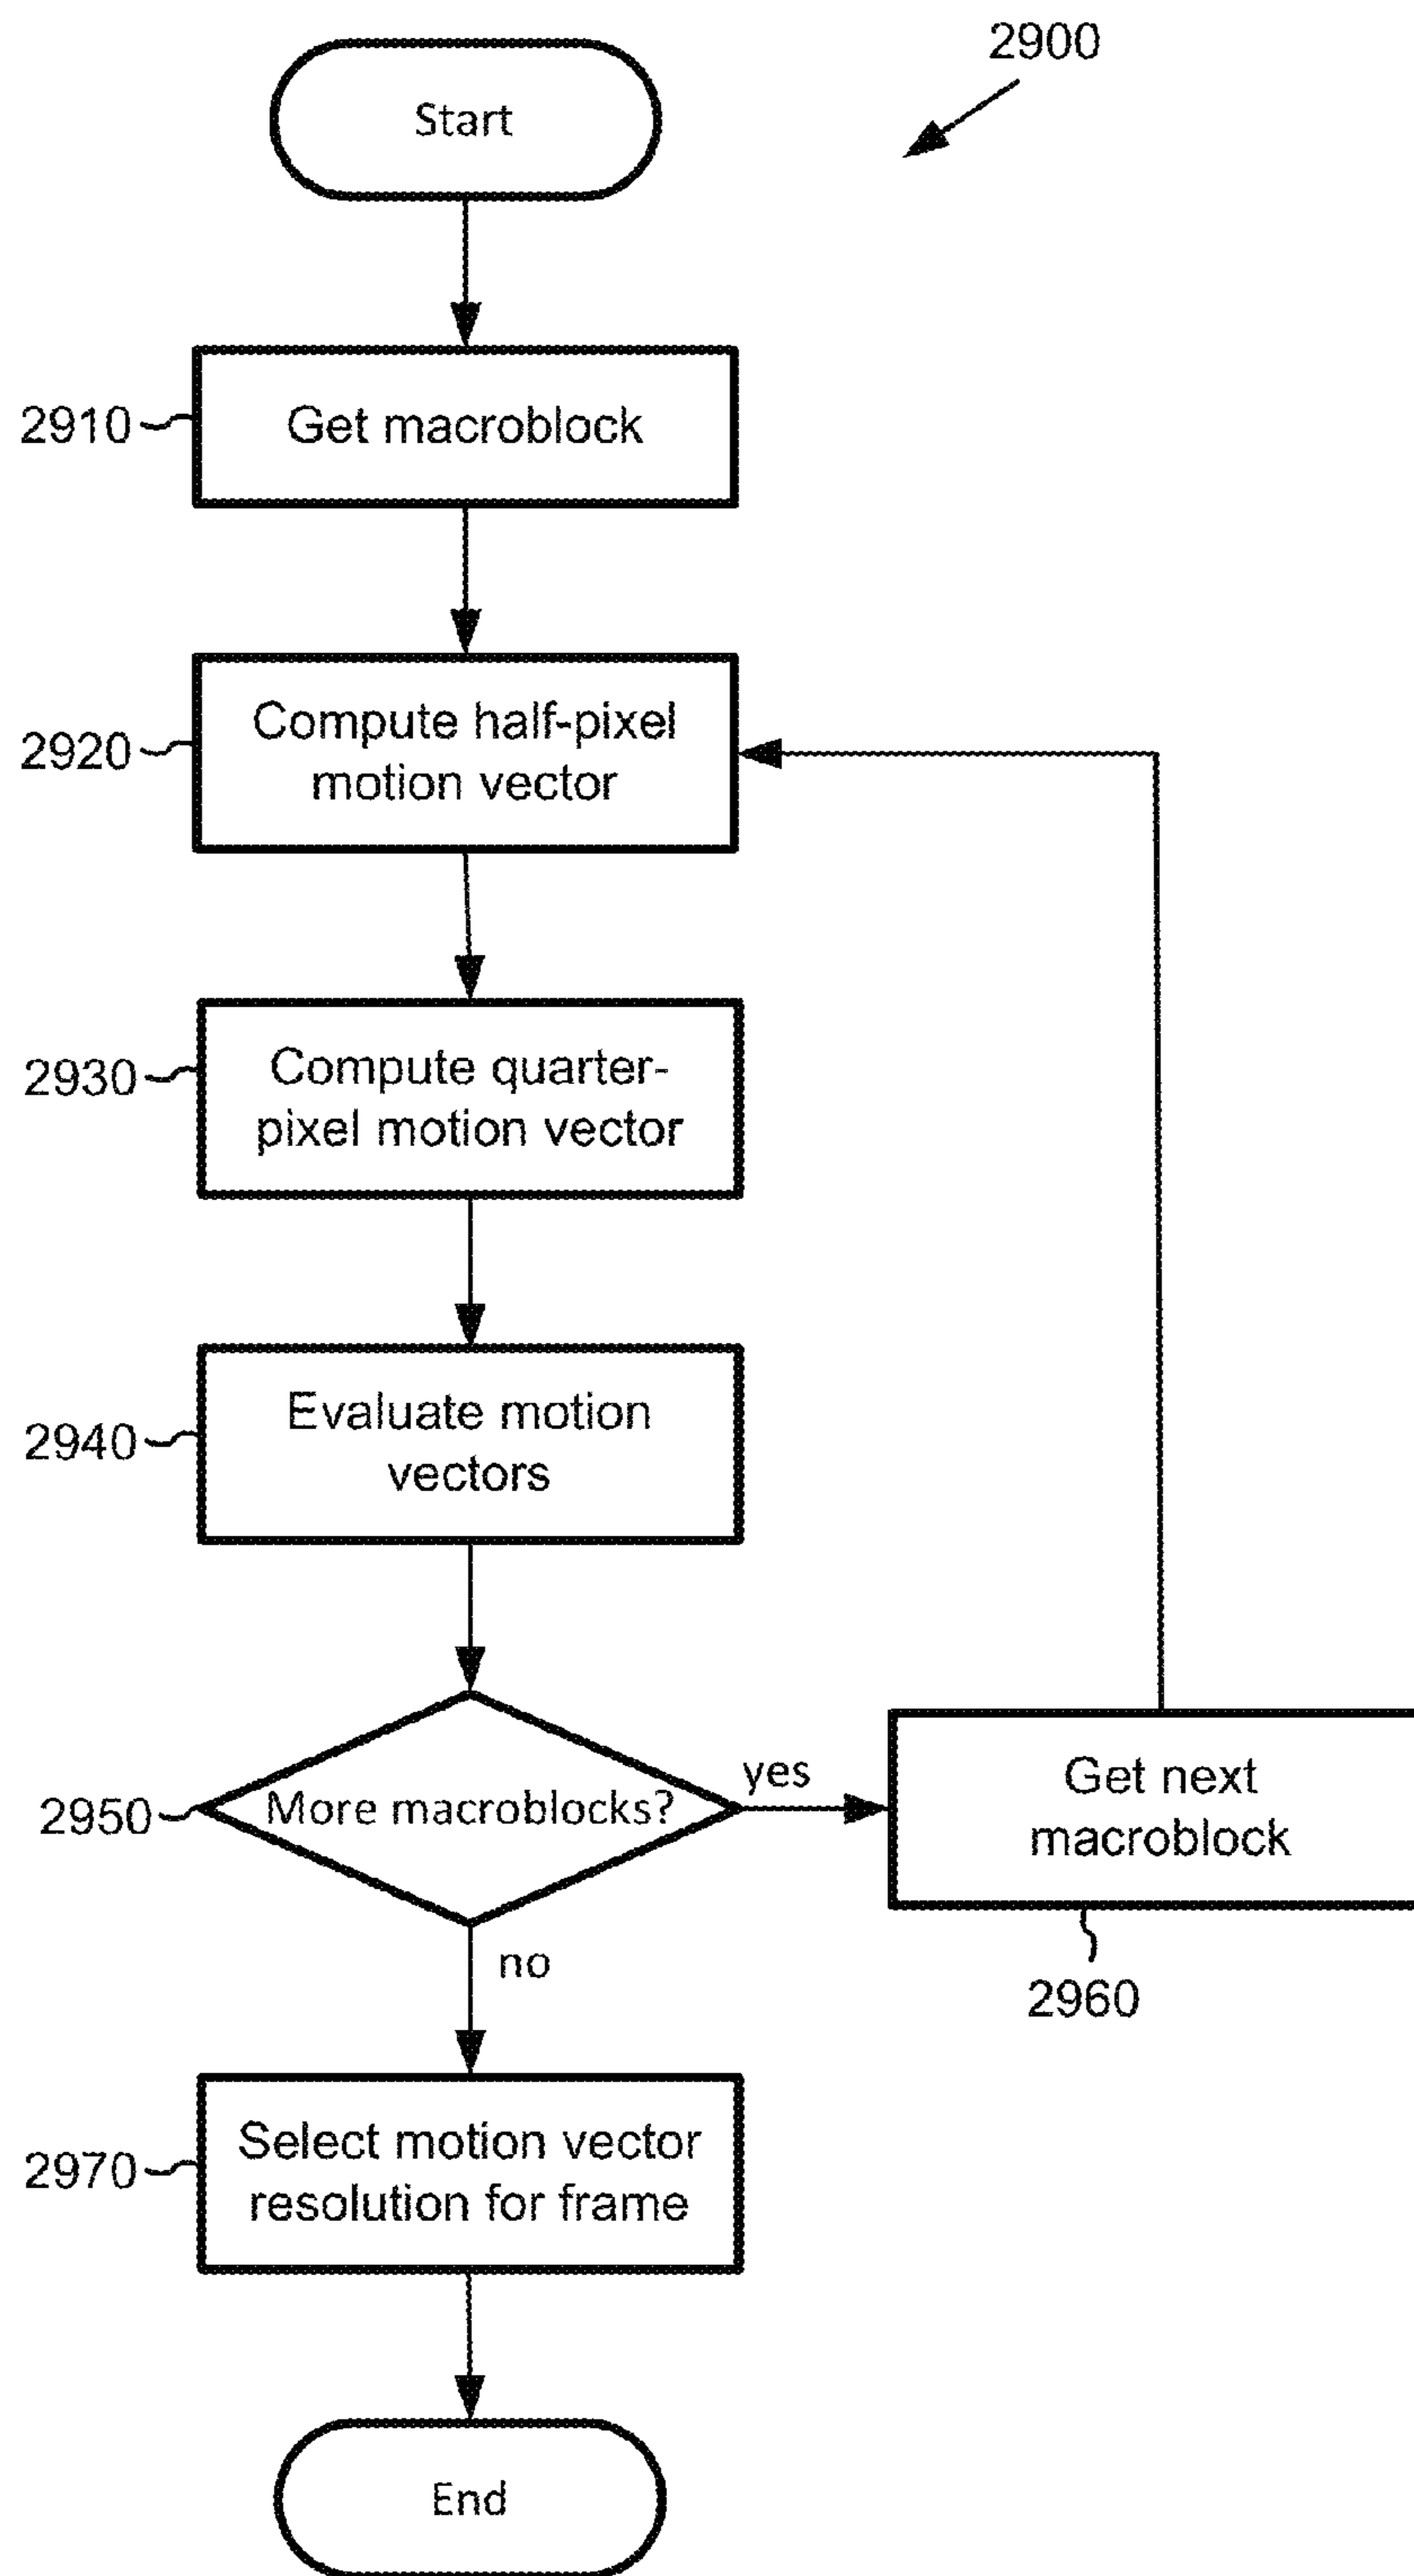 2900
Start
2910
Get macroblock
2920
Compute half-pixel
motion vector
2930
Compute quarter-
pixel motion vector
2940
Evaluate motion
vectors
2950
More macroblocks?
yes
Get next
macroblock
2960
no
2970
Select motion vector
resolution for frame
End